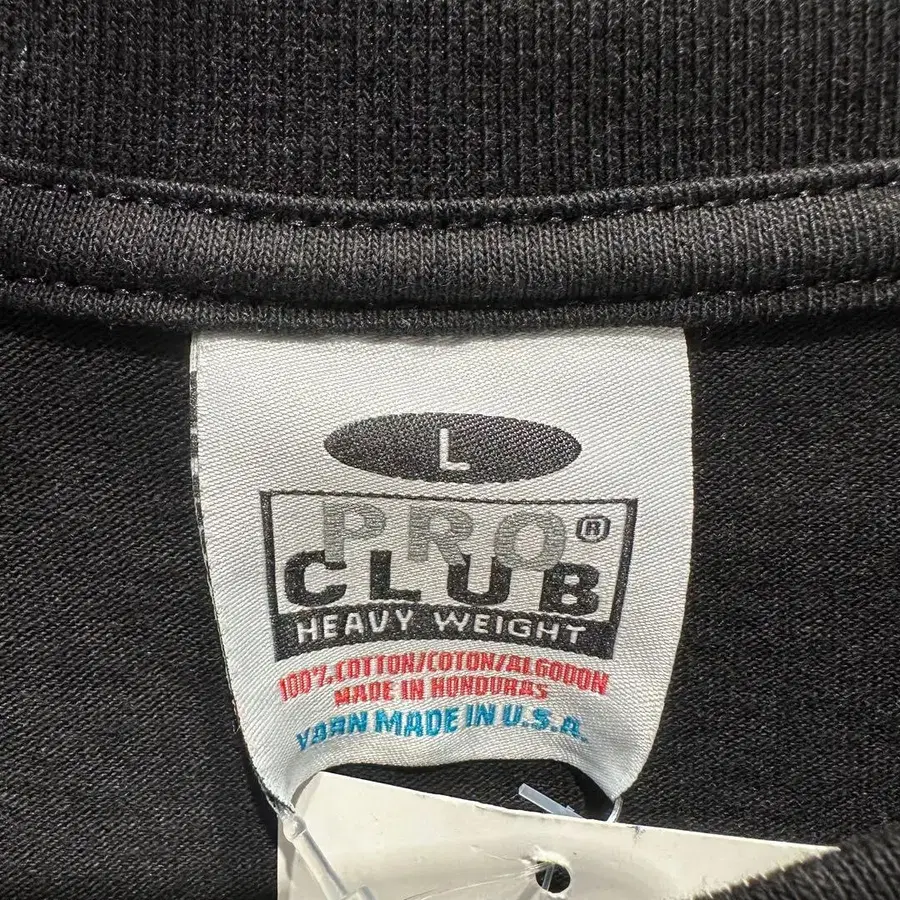 L
PRO®
CLUB
HEAVY WEIGHT
100% COTTON/COTON/ALGODON
MADE IN HONDURAS
YARN MADE IN U.S.A.